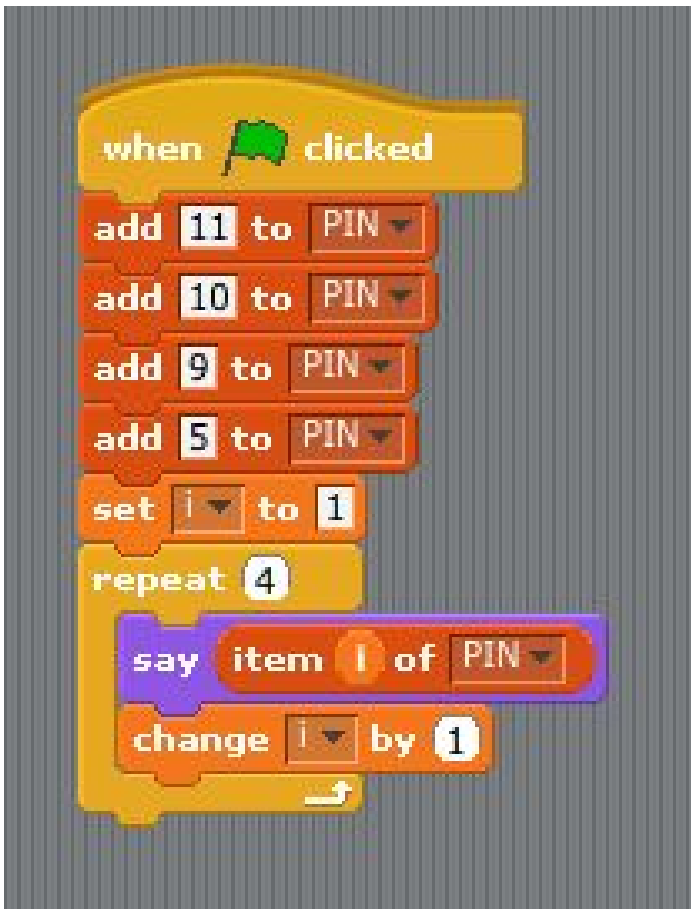 when clicked
add 11 to PIN
add 10 to PIN
add 9 to PIN
add 5 to PIN
set i to 1
repeat 4
say item i of PIN
change i by 1